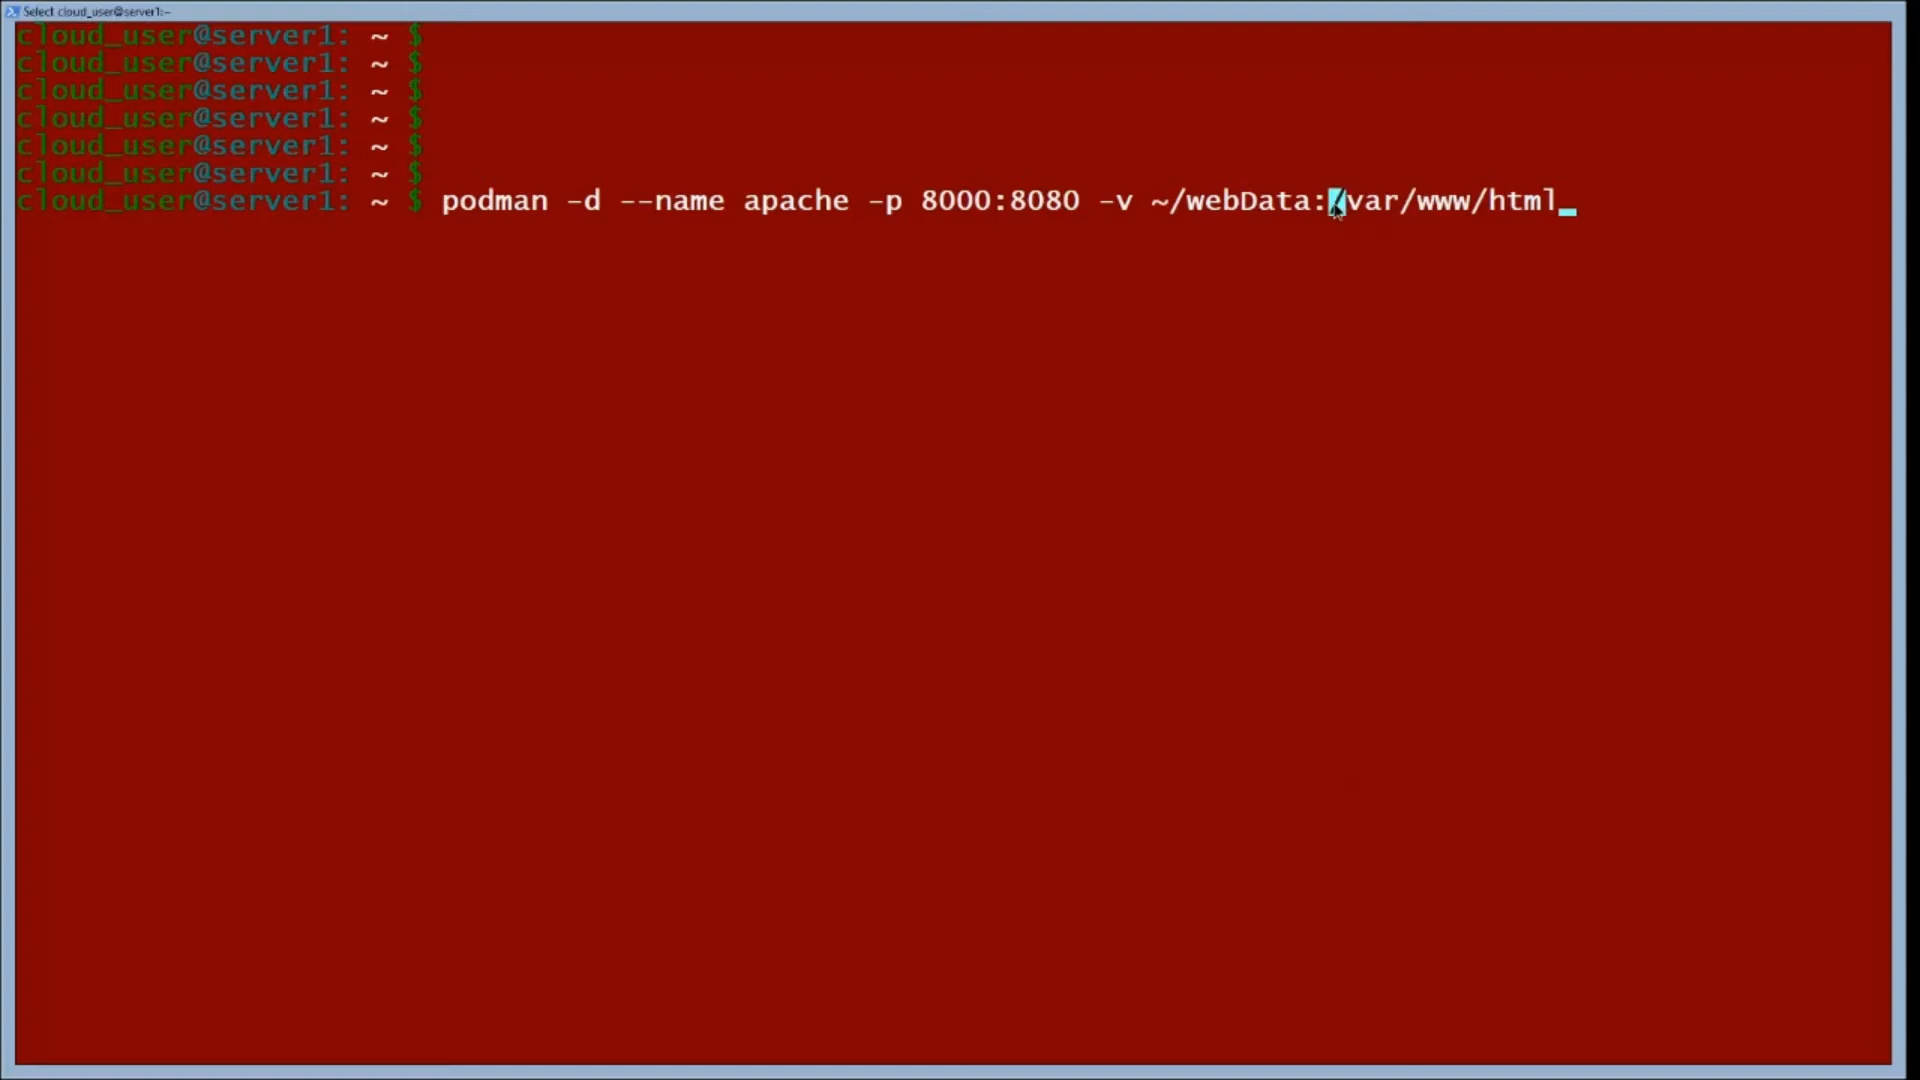 Select cloud_user@server1:~
cloud_user@server1: ~ $
cloud_user@server1: ~ $
cloud_user@server1: ~ $
cloud_user@server1: ~ $
cloud_user@server1: ~ $
cloud_user@server1: ~ $
cloud_user@server1: ~ $ podman -d --name apache -p 8000:8080 -v ~/webData:/var/www/html